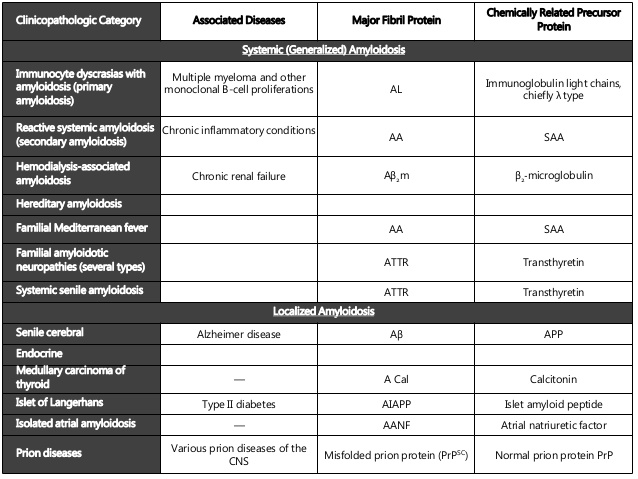 Clinicopathologic Category
Associated Diseases
Major Fibril Protein
Chemically Related Precursor
Protein
Systemic (Generalized) Amyloidosis
Immunocyte dyscrasias with
amyloidosis (primary
amyloidosis)
Multiple myeloma and other
monoclonal B-cell proliferations
AL
Immunoglobulin light chains,
chiefly λ type
Reactive systemic amyloidosis
(secondary amyloidosis)
Chronic inflammatory conditions
AA
SAA
Hemodialysis-associated
amyloidosis
Chronic renal failure
Aβ₂m
β₂-microglobulin
Hereditary amyloidosis
Familial Mediterranean fever
AA
SAA
Familial amyloidotic
neuropathies (several types)
ATTR
Transthyretin
Systemic senile amyloidosis
ATTR
Transthyretin
Localized Amyloidosis
Senile cerebral
Alzheimer disease
Aβ
APP
Endocrine
Medullary carcinoma of
thyroid
—
A Cal
Calcitonin
Islet of Langerhans
Type II diabetes
AIAPP
Islet amyloid peptide
Isolated atrial amyloidosis
—
AANF
Atrial natriuretic factor
Prion diseases
Various prion diseases of the
CNS
Misfolded prion protein (PrPˢᶜ)
Normal prion protein PrP